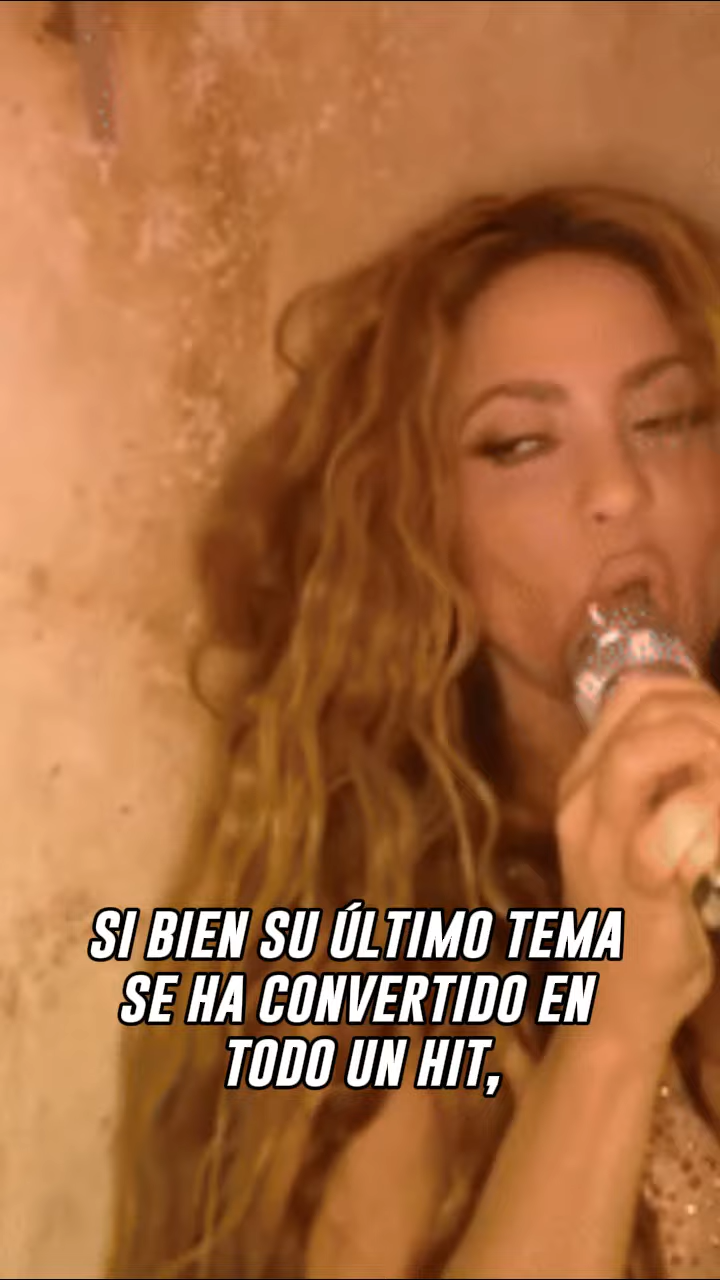 SI BIEN SU ÚLTIMO TEMA
SE HA CONVERTIDO EN
TODO UN HIT,